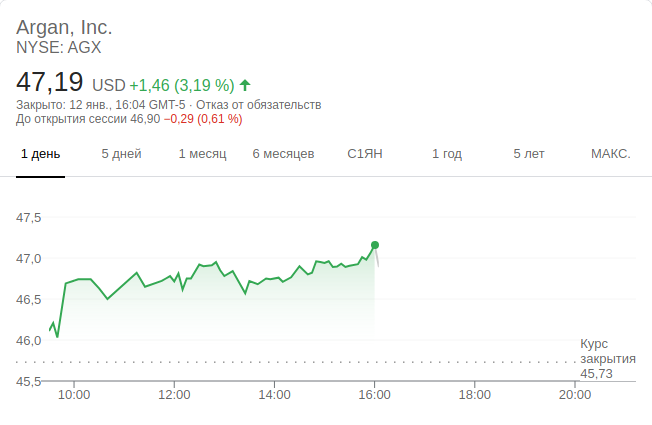 Argan, Inc.
NYSE: AGX
47,19 USD +1,46 (3,19 %)
Закрыто: 12 янв., 16:04 GMT-5 · Отказ от обязательств
До открытия сессии 46,90 −0,29 (0,61 %)
1 день 5 дней 1 месяц 6 месяцев С1ЯН 1 год 5 лет МАКС.
47,5
47,0
46,5
46,0
45,5
Курс
закрытия
45,73
10:00 12:00 14:00 16:00 18:00 20:00